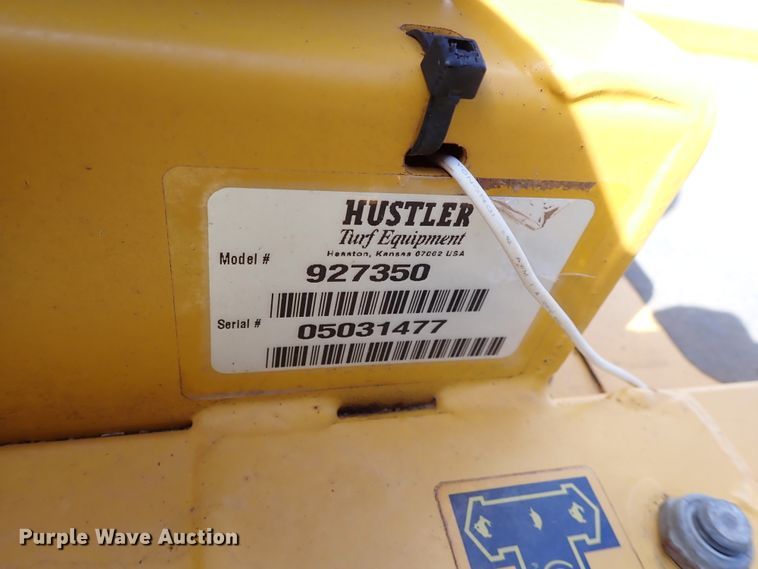 HUSTLER
Turf Equipment
Hesston, Kansas 67062 USA
Model #
927350
Serial #
05031477
Purple Wave Auction